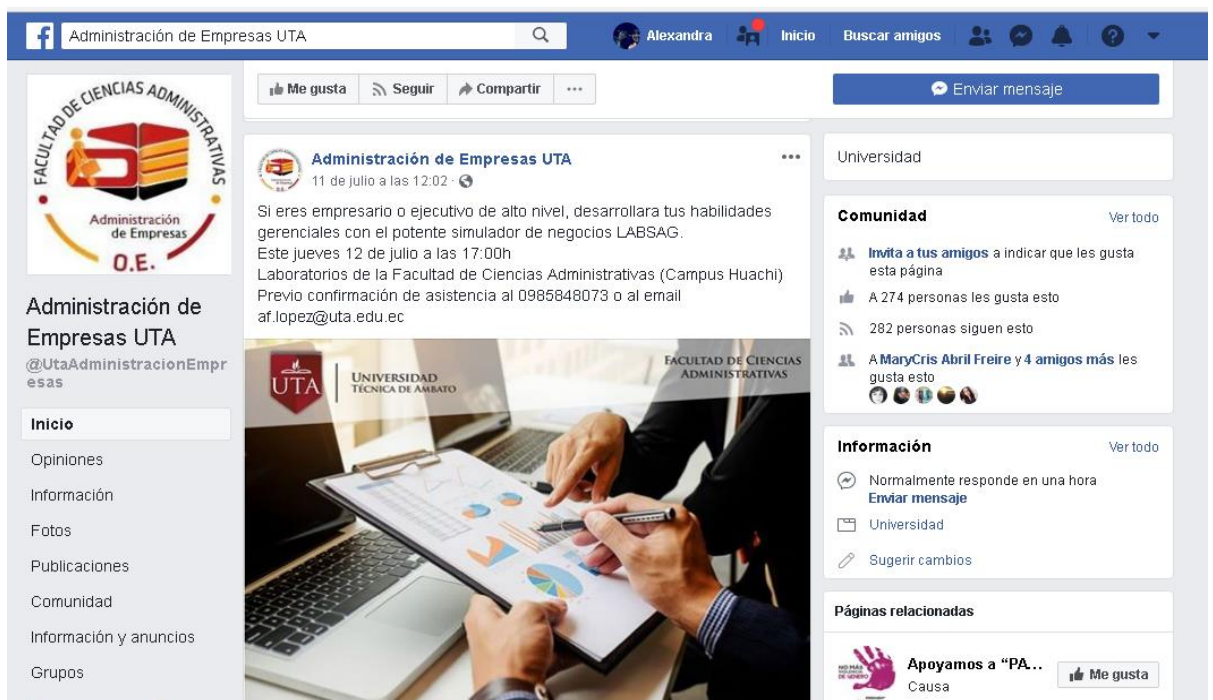 Administración de Empresas UTA
Alexandra
Inicio
Buscar amigos
FACULTAD DE CIENCIAS ADMINISTRATIVAS
Administración
de Empresas
O.E.
Administración de
Empresas UTA
@UtaAdministracionEmpr
esas
Inicio
Opiniones
Información
Fotos
Publicaciones
Comunidad
Información y anuncios
Grupos
Me gusta
Seguir
Compartir
Administración de Empresas UTA
11 de julio a las 12:02 ·
Si eres empresario o ejecutivo de alto nivel, desarrollara tus habilidades
gerenciales con el potente simulador de negocios LABSAG.
Este jueves 12 de julio a las 17:00h
Laboratorios de la Facultad de Ciencias Administrativas (Campus Huachi)
Previo confirmación de asistencia al 0985848073 o al email
af.lopez@uta.edu.ec
UTA
UNIVERSIDAD
TÉCNICA DE AMBATO
FACULTAD DE CIENCIAS
ADMINISTRATIVAS
Enviar mensaje
Universidad
Comunidad
Ver todo
Invita a tus amigos a indicar que les gusta
esta página
A 274 personas les gusta esto
282 personas siguen esto
A MaryCris Abril Freire y 4 amigos más les
gusta esto
Información
Ver todo
Normalmente responde en una hora
Enviar mensaje
Universidad
Sugerir cambios
Páginas relacionadas
NO MÁS
VIOLENCIA
DE GÉNERO
Apoyamos a “PA...
Causa
Me gusta